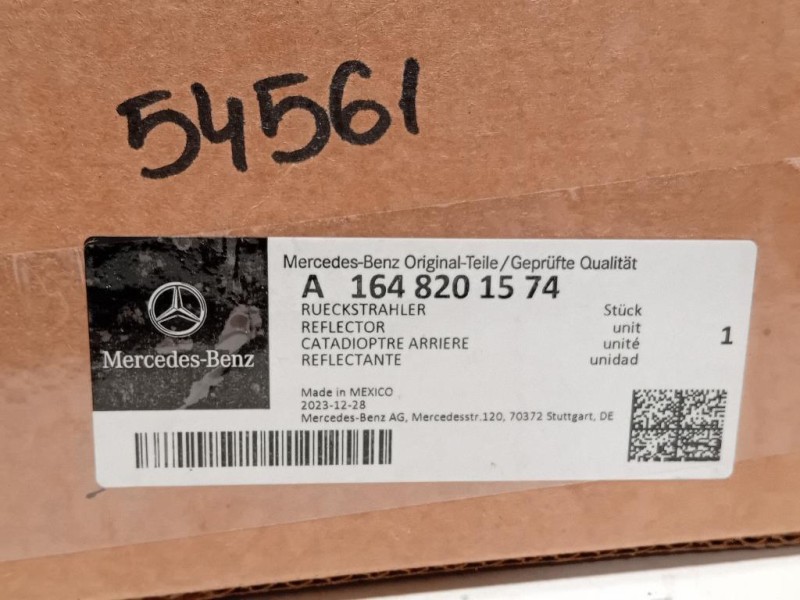 54561
Mercedes-Benz Original-Teile/Geprüfte Qualität
A 164 820 15 74
RUECKSTRAHLER Stück
REFLECTOR unit
CATADIOPTRE ARRIERE unité 1
REFLECTANTE unidad
Mercedes-Benz
Made in MEXICO
2023-12-28
Mercedes-Benz AG, Mercedesstr.120, 70372 Stuttgart, DE